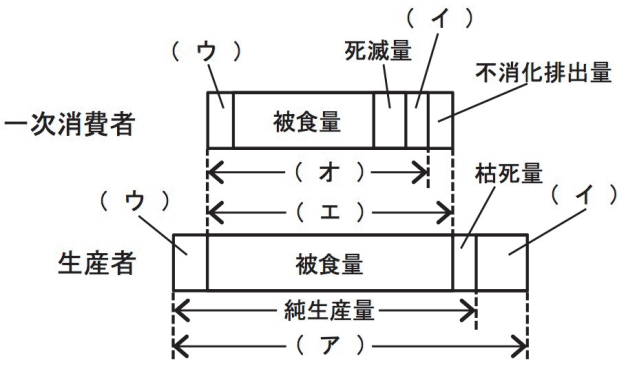 ( イ )
( ウ )
死滅量
不消化排出量
一次消費者
被食量
( オ )
枯死量
( ウ )
( エ )
( イ )
生産者
被食量
純生産量
( ア )